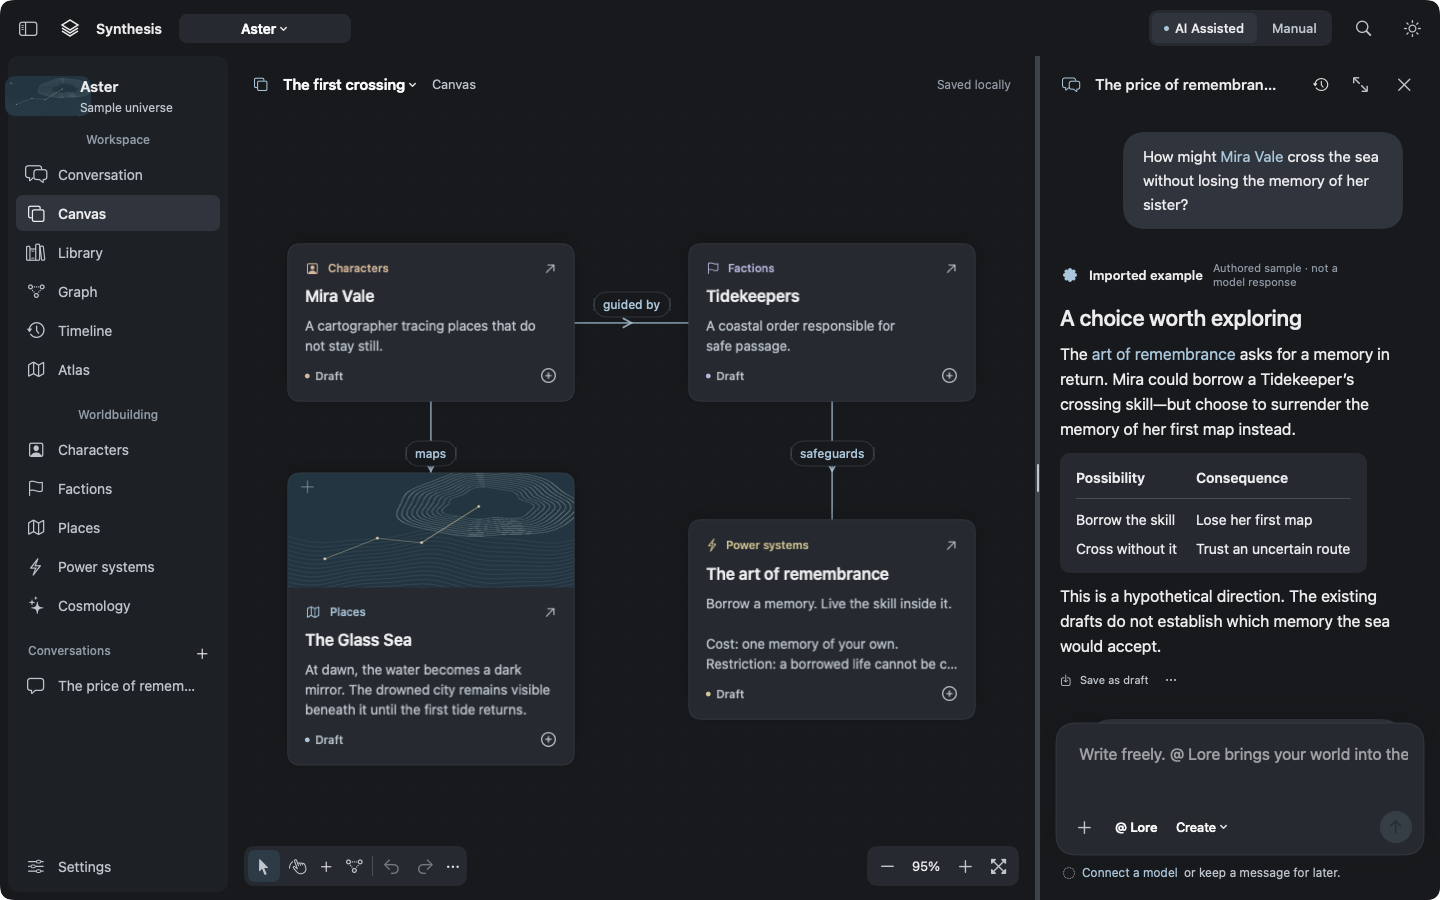 Synthesis
Aster
AI Assisted
Manual
Aster
Sample universe
Workspace
Conversation
Canvas
Library
Graph
Timeline
Atlas
Worldbuilding
Characters
Factions
Places
Power systems
Cosmology
Conversations
The price of remem...
Settings
The first crossing
Canvas
Saved locally
Characters
Mira Vale
A cartographer tracing places that do
not stay still.
Draft
guided by
Factions
Tidekeepers
A coastal order responsible for
safe passage.
Draft
maps
safeguards
Places
The Glass Sea
At dawn, the water becomes a dark
mirror. The drowned city remains visible
beneath it until the first tide returns.
Draft
Power systems
The art of remembrance
Borrow a memory. Live the skill inside it.
Cost: one memory of your own.
Restriction: a borrowed life cannot be c...
Draft
95%
The price of remembran...
How might Mira Vale cross the sea
without losing the memory of her
sister?
Imported example
Authored sample · not a
model response
A choice worth exploring
The art of remembrance asks for a memory in
return. Mira could borrow a Tidekeeper's
crossing skill—but choose to surrender the
memory of her first map instead.
Possibility Consequence
Borrow the skill Lose her first map
Cross without it Trust an uncertain route
This is a hypothetical direction. The existing
drafts do not establish which memory the sea
would accept.
Save as draft
Write freely. @ Lore brings your world into the
@ Lore
Create
Connect a model or keep a message for later.